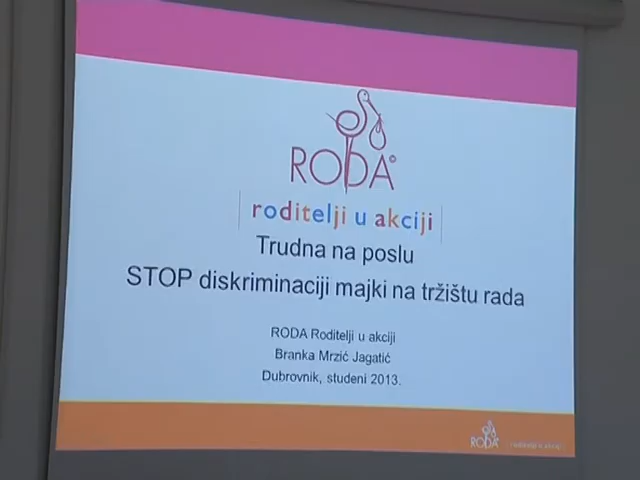 RODA®
roditelji u akciji
Trudna na poslu
STOP diskriminaciji majki na tržištu rada
RODA Roditelji u akciji
Branka Mrzić Jagatić
Dubrovnik, studeni 2013.
RODA
roditelji u akciji